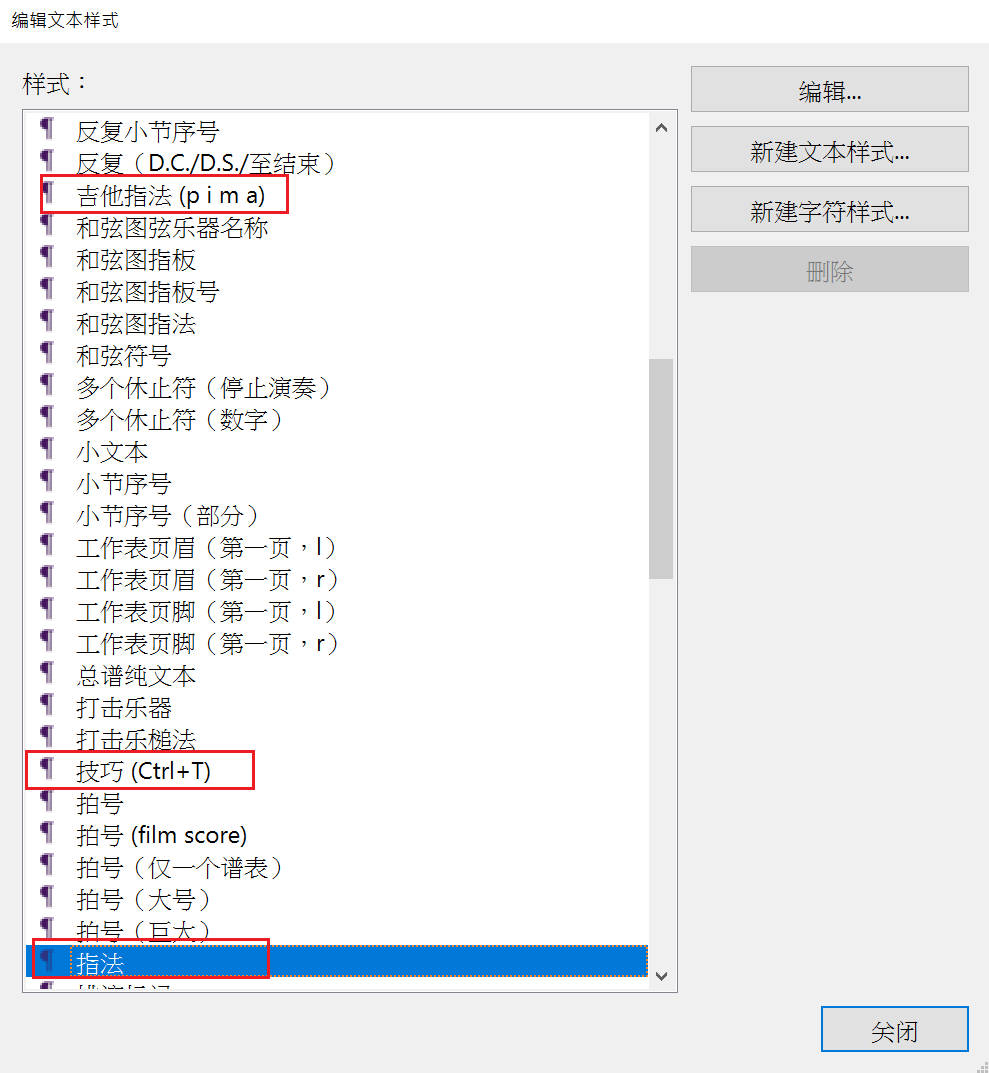 编辑文本样式
样式：
反复小节序号
反复（D.C./D.S./至结束）
吉他指法 (p i m a)
和弦图弦乐器名称
和弦图指板
和弦图指板号
和弦图指法
和弦符号
多个休止符（停止演奏）
多个休止符（数字）
小文本
小节序号
小节序号（部分）
工作表页眉（第一页，l）
工作表页眉（第一页，r）
工作表页脚（第一页，l）
工作表页脚（第一页，r）
总谱纯文本
打击乐器
打击乐槌法
技巧 (Ctrl+T)
拍号
拍号 (film score)
拍号（仅一个谱表）
拍号（大号）
拍号（巨大）
指法
编辑...
新建文本样式...
新建字符样式...
删除
关闭